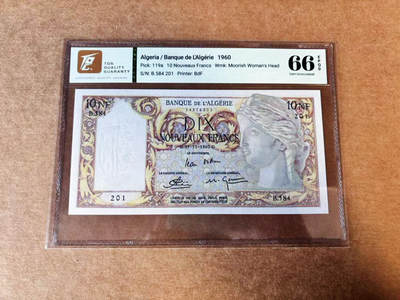 TOP
QUALITY
GUARANTY
Algeria / Banque de L'Algérie 1960
Pick: 119a 10 Nouveaux Francs Wmk: Moorish Woman's Head
S/N: B.584 201 Printer: BdF
66
EPQ
10 NF
BANQUE DE L'ALGÉRIE
10 NF
B.584
201
DIX
NOUVEAUX FRANCS
201
B.584